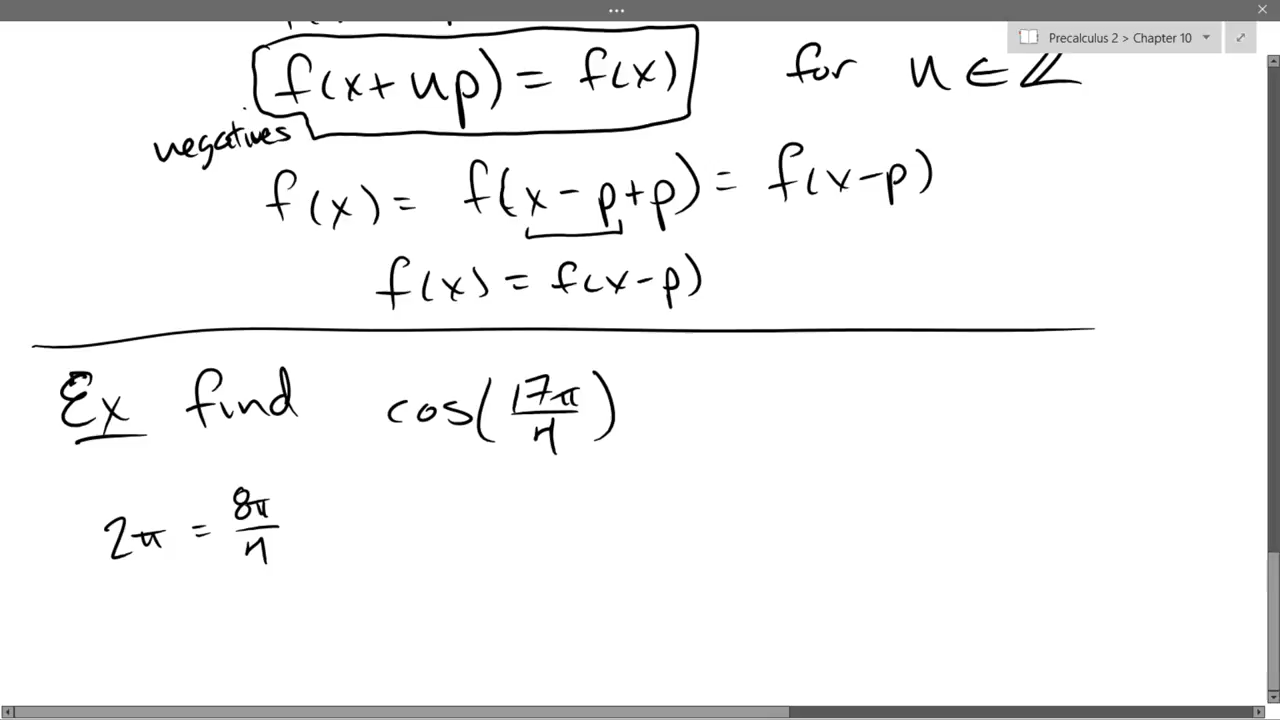 Precalculus 2 > Chapter 10
f(x + np) = f(x) for n ∈ ℤ
negatives
f(x) = f(x - p + p) = f(x - p)
f(x) = f(x - p)
Ex find cos(17π/4)
2π = 8π/4